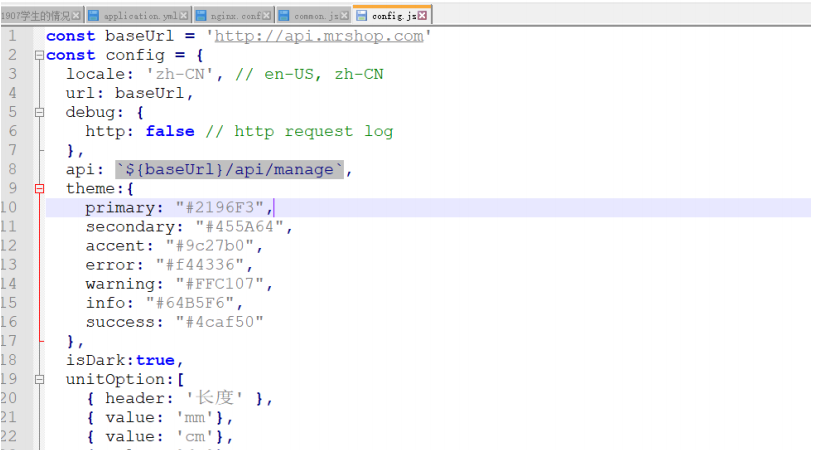 1907学生的情况 application.yml nginx.conf common.js config.js
1 const baseUrl = 'http://api.mrshop.com'
2 const config = {
3 locale: 'zh-CN', // en-US, zh-CN
4 url: baseUrl,
5 debug: {
6 http: false // http request log
7 },
8 api: `${baseUrl}/api/manage`,
9 theme:{
10 primary: "#2196F3",
11 secondary: "#455A64",
12 accent: "#9c27b0",
13 error: "#f44336",
14 warning: "#FFC107",
15 info: "#64B5F6",
16 success: "#4caf50"
17 },
18 isDark:true,
19 unitOption:[
20 { header: '长度' },
21 { value: 'mm'},
22 { value: 'cm'},